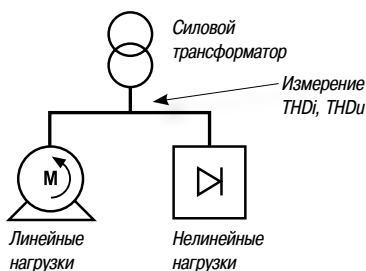 Силовой
трансформатор
Измерение
THDi, THDu
M
Линейные
нагрузки
Нелинейные
нагрузки